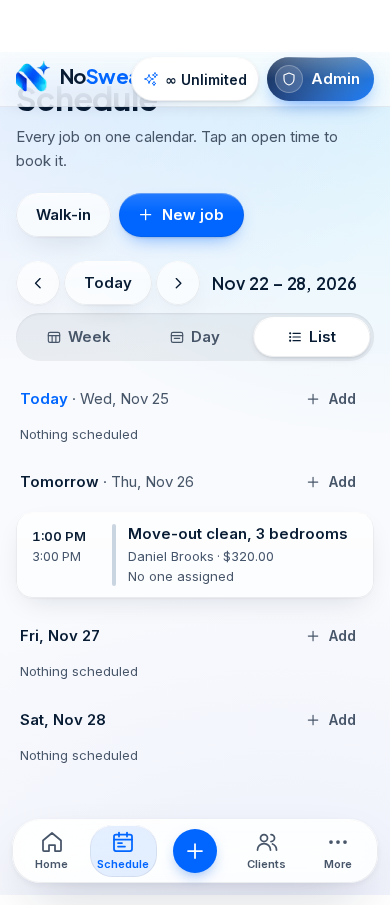 NoSwea
∞ Unlimited
Admin
Schedule
Every job on one calendar. Tap an open time to
book it.
Walk-in
New job
Today
Nov 22 – 28, 2026
Week
Day
List
Today · Wed, Nov 25
Add
Nothing scheduled
Tomorrow · Thu, Nov 26
Add
1:00 PM
Move-out clean, 3 bedrooms
3:00 PM
Daniel Brooks · $320.00
No one assigned
Fri, Nov 27
Add
Nothing scheduled
Sat, Nov 28
Add
Nothing scheduled
Home
Schedule
Clients
More